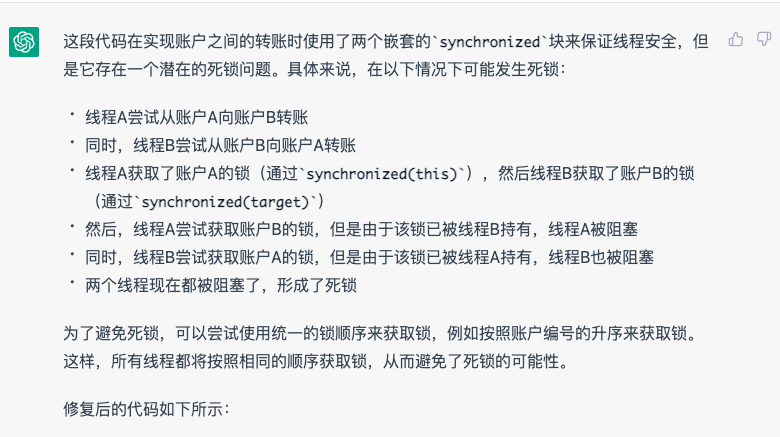 这段代码在实现账户之间的转账时使用了两个嵌套的`synchronized`块来保证线程安全，但
是它存在一个潜在的死锁问题。具体来说，在以下情况下可能发生死锁：
• 线程A尝试从账户A向账户B转账
• 同时，线程B尝试从账户B向账户A转账
• 线程A获取了账户A的锁（通过`synchronized(this)`），然后线程B获取了账户B的锁
（通过`synchronized(target)`）
• 然后，线程A尝试获取账户B的锁，但是由于该锁已被线程B持有，线程A被阻塞
• 同时，线程B尝试获取账户A的锁，但是由于该锁已被线程A持有，线程B也被阻塞
• 两个线程现在都被阻塞了，形成了死锁
为了避免死锁，可以尝试使用统一的锁顺序来获取锁，例如按照账户编号的升序来获取锁。
这样，所有线程都将按照相同的顺序获取锁，从而避免了死锁的可能性。
修复后的代码如下所示：